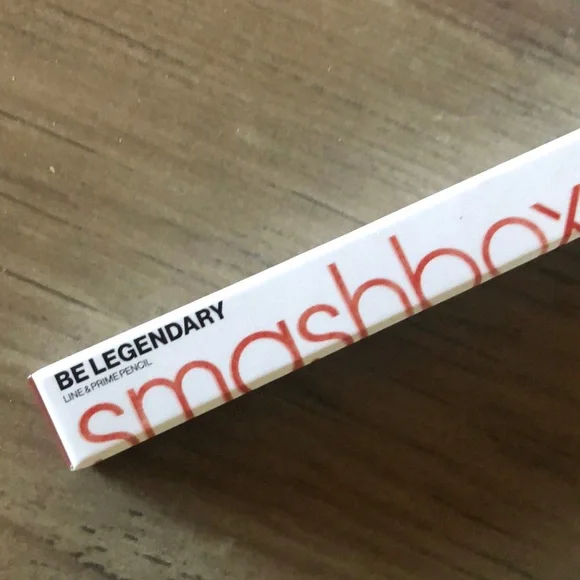 BE LEGENDARY
LINE & PRIME PENCIL
smashbox